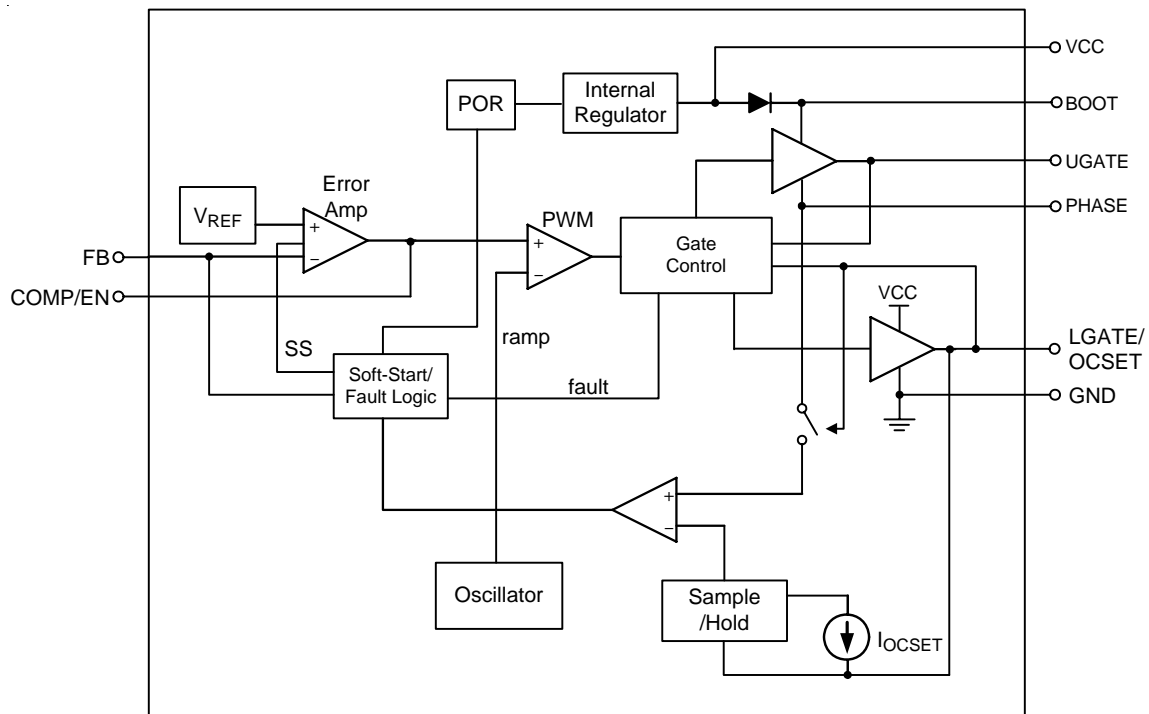 VCC
POR
Internal
Regulator
BOOT
UGATE
Error
Amp
VREF
+
−
PWM
+
−
PHASE
Gate
Control
FB
COMP/EN
VCC
SS
ramp
LGATE/
OCSET
Soft-Start/
Fault Logic
fault
GND
+
−
Oscillator
Sample
/Hold
IOCSET